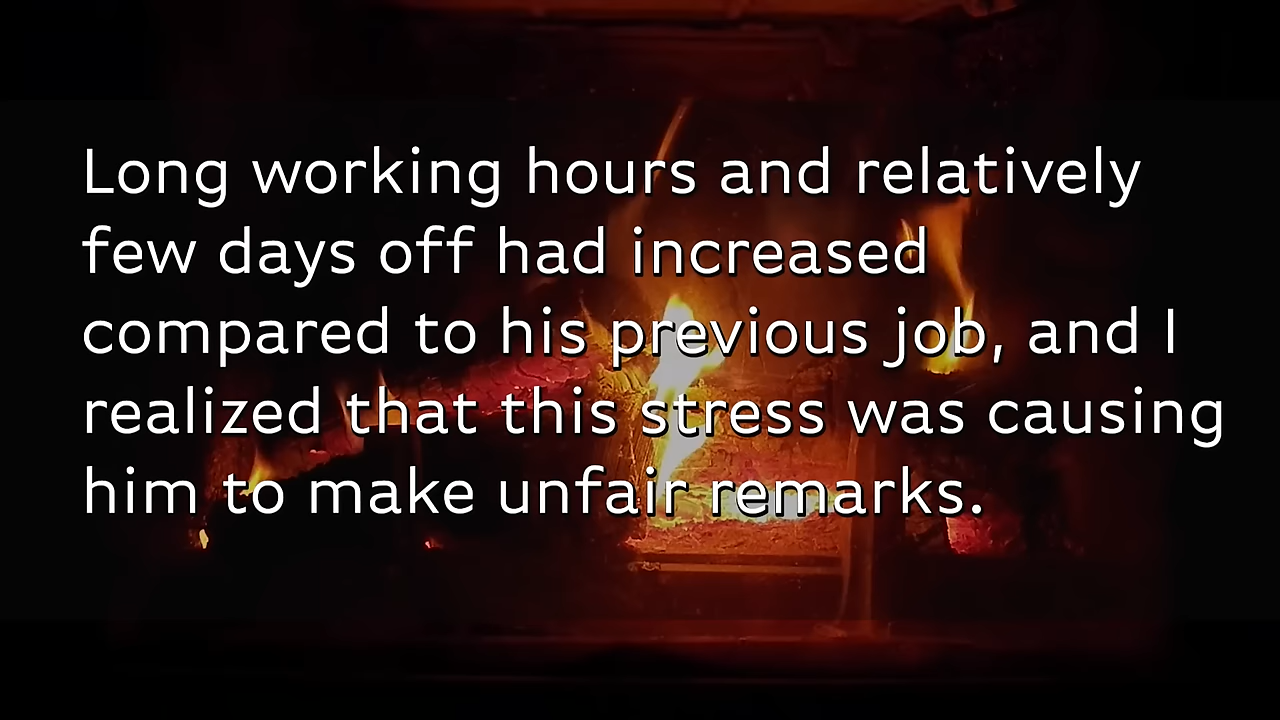 Long working hours and relatively
few days off had increased
compared to his previous job, and I
realized that this stress was causing
him to make unfair remarks.